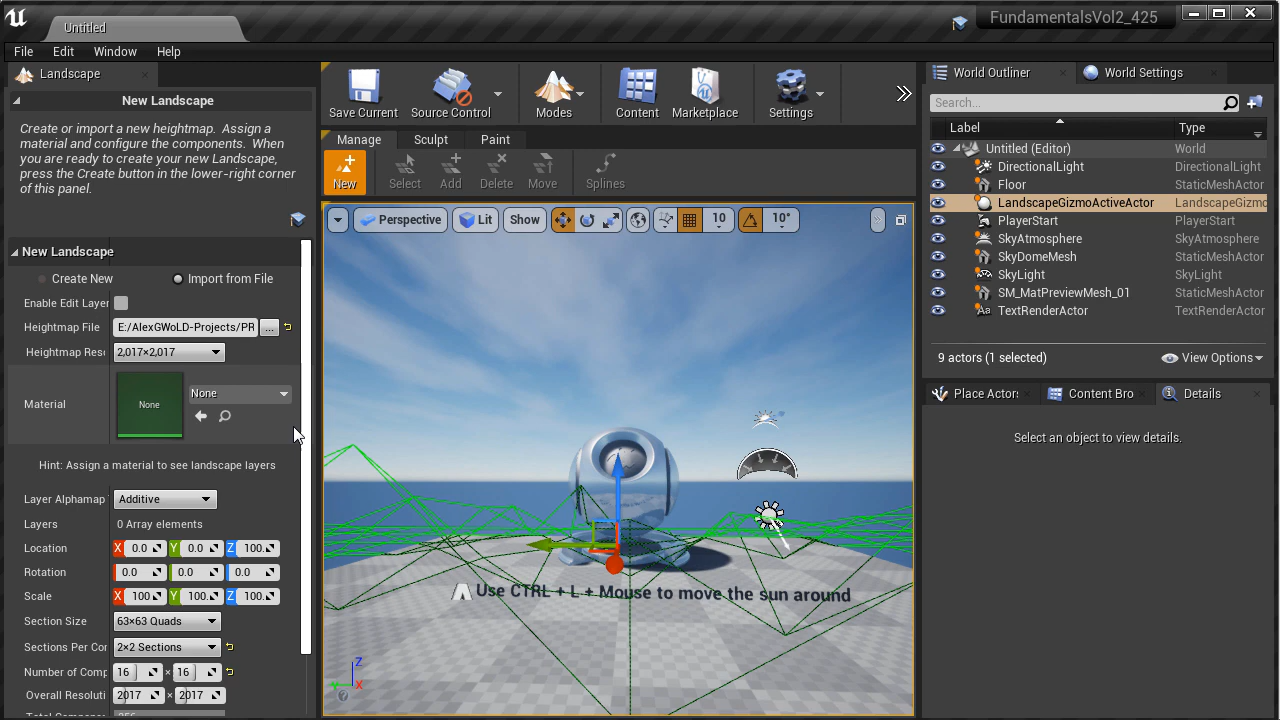 Untitled
FundamentalsVol2_425
File Edit Window Help
Landscape
New Landscape
Create or import a new heightmap. Assign a
material and configure the components. When
you are ready to create your new Landscape,
press the Create button in the lower-right corner
of this panel.
New Landscape
Create New Import from File
Enable Edit Layer
Heightmap File E:/AlexGWoLD-Projects/PR ...
Heightmap Res 2,017×2,017
Material None None
Hint: Assign a material to see landscape layers
Layer Alphamap Additive
Layers 0 Array elements
Location X 0.0 Y 0.0 Z 100.
Rotation 0.0 0.0 0.0
Scale X 100 Y 100. Z 100.
Section Size 63×63 Quads
Sections Per Cor 2×2 Sections
Number of Comp 16 × 16
Overall Resoluti 2017 × 2017
Save Current Source Control Modes Content Marketplace Settings
Manage Sculpt Paint
New Select Add Delete Move Splines
Perspective Lit Show 10 10°
Use CTRL + L + Mouse to move the sun around
Z
Y X
World Outliner World Settings
Search...
Label Type
Untitled (Editor) World
DirectionalLight DirectionalLight
Floor StaticMeshActor
LandscapeGizmoActiveActor LandscapeGizmo
PlayerStart PlayerStart
SkyAtmosphere SkyAtmosphere
SkyDomeMesh StaticMeshActor
SkyLight SkyLight
SM_MatPreviewMesh_01 StaticMeshActor
TextRenderActor TextRenderActor
9 actors (1 selected) View Options
Place Actors Content Bro Details
Select an object to view details.